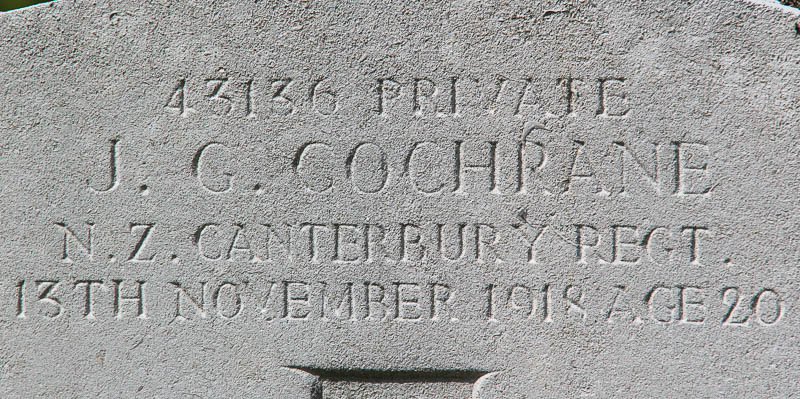 43136 PRIVATE
J. G. COCHRANE
N.Z. CANTERBURY REGT.
13TH NOVEMBER 1918 AGE 20